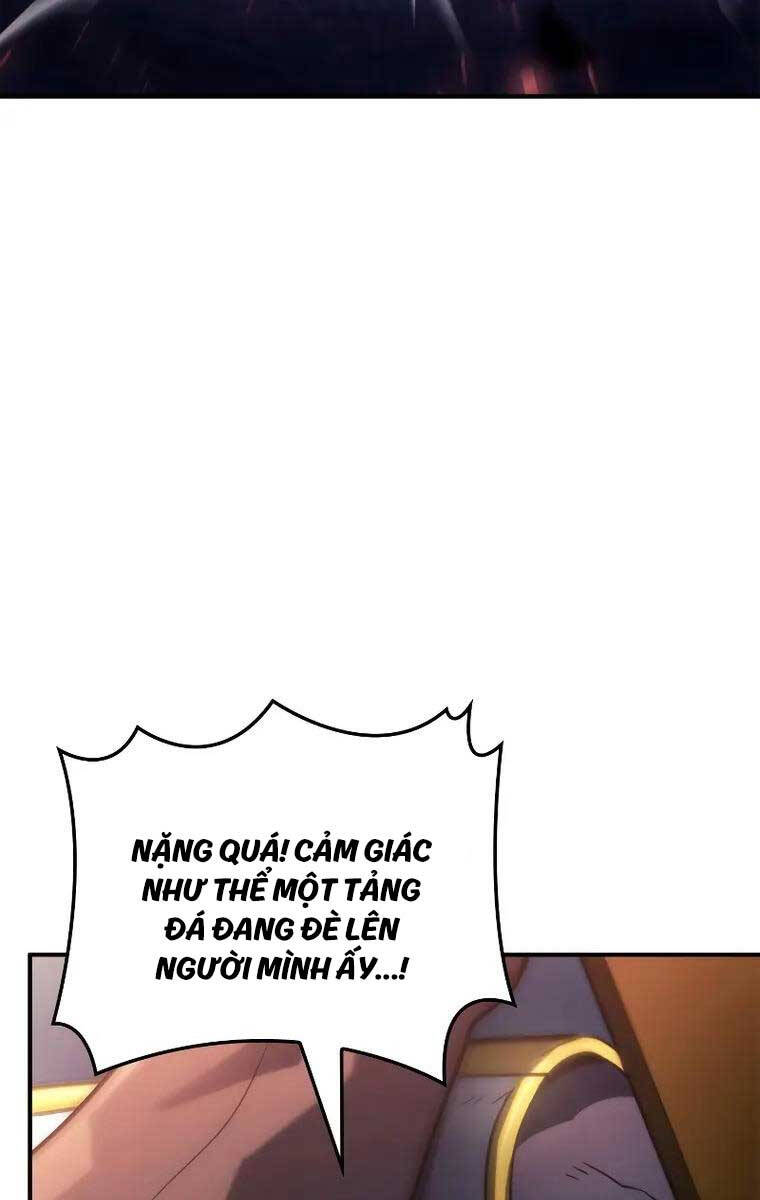 NẶNG QUÁ! CẢM GIÁC
NHƯ THỂ MỘT TẢNG
ĐÁ ĐANG ĐÈ LÊN
NGƯỜI MÌNH ẤY...!